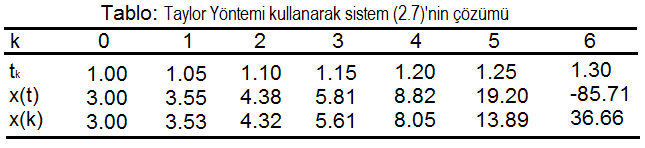 Tablo: Taylor Yöntemi kullanarak sistem (2.7)'nin çözümü
k 0 1 2 3 4 5 6
tk 1.00 1.05 1.10 1.15 1.20 1.25 1.30
x(t) 3.00 3.55 4.38 5.81 8.82 19.20 -85.71
x(k) 3.00 3.53 4.32 5.61 8.05 13.89 36.66